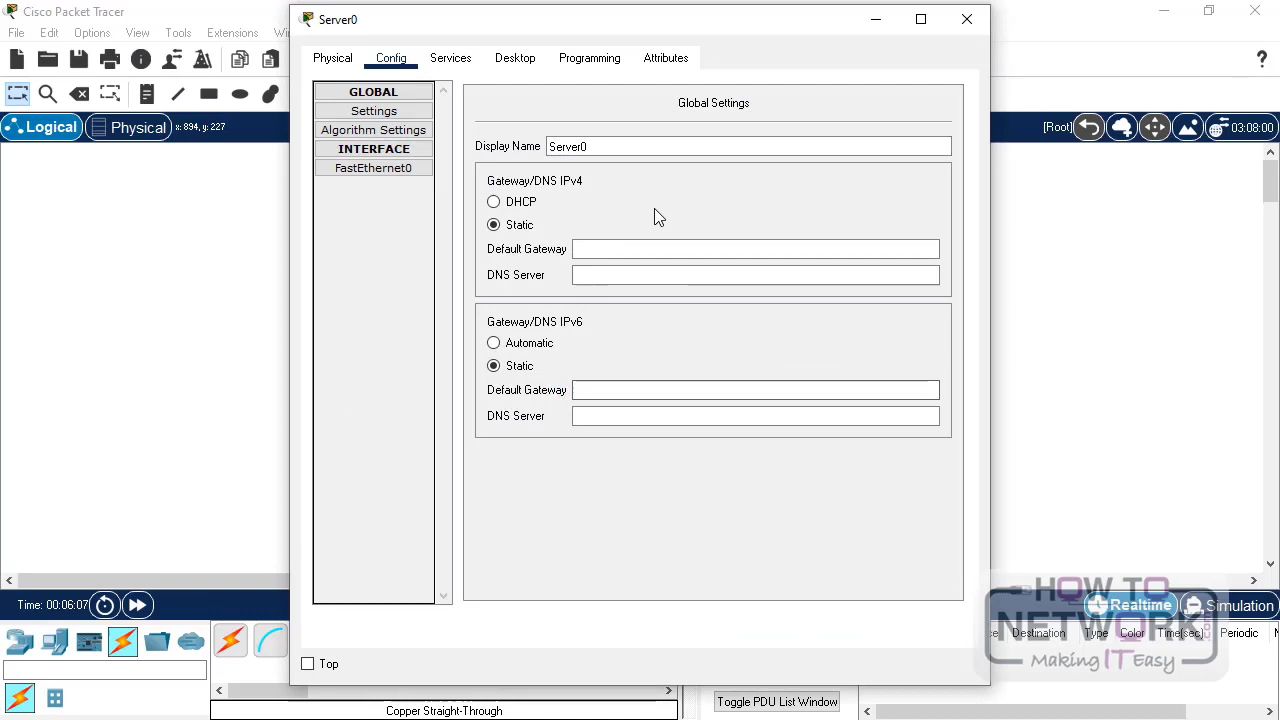 Cisco Packet Tracer
File Edit Options View Tools Extensions
Server0
Physical Config Services Desktop Programming Attributes
Logical Physical x: 894, y: 227
[Root] 03:08:00
GLOBAL
Settings
Algorithm Settings
INTERFACE
FastEthernet0
Global Settings
Display Name Server0
Gateway/DNS IPv4
DHCP
Static
Default Gateway
DNS Server
Gateway/DNS IPv6
Automatic
Static
Default Gateway
DNS Server
Top
Time: 00:06:07
Realtime Simulation
Destination Type Color Time(sec) Periodic
HOW TO
NETWORK.com
Making IT Easy
Toggle PDU List Window
Copper Straight-Through